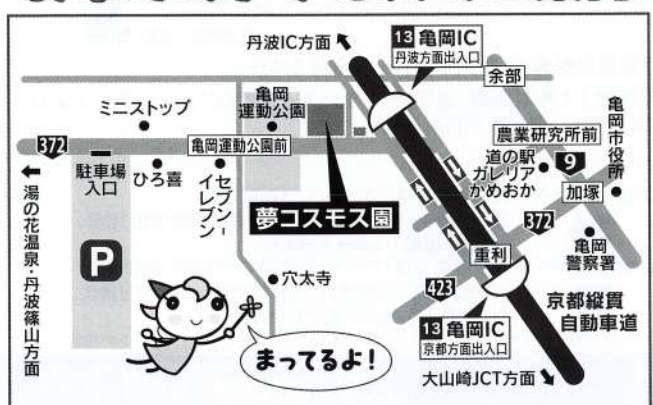 丹波IC方面
13 亀岡IC
丹波方面出入口
余部
ミニストップ
亀岡
運動公園
亀岡市役所
農業研究所前
372
亀岡運動公園前
道の駅
ガレリア
かめおか
9
加塚
駐車場
入口
ひろ喜
セブン-
イレブン
夢コスモス園
372
湯の花温泉・丹波篠山方面
P
重利
亀岡
警察署
穴太寺
423
13 亀岡IC
京都方面出入口
京都縦貫
自動車道
まってるよ!
大山崎JCT方面